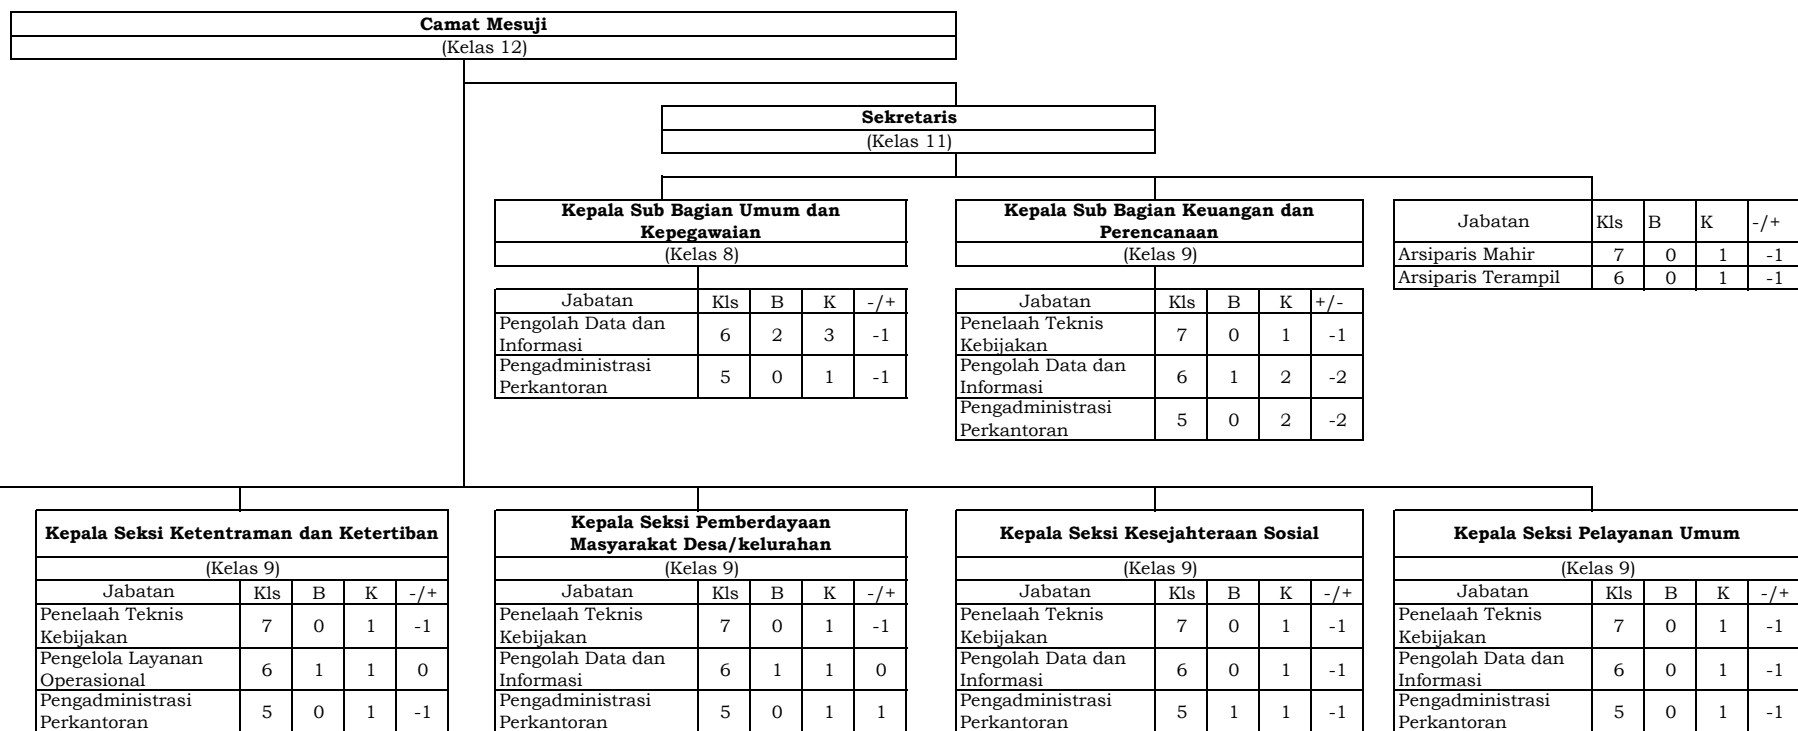 Camat Mesuji
(Kelas 12)
Sekretaris
(Kelas 11)
Kepala Sub Bagian Umum dan
Kepegawaian
(Kelas 8)
Jabatan Kls B K -/+
Pengolah Data dan
Informasi 6 2 3 -1
Pengadministrasi
Perkantoran 5 0 1 -1
Kepala Sub Bagian Keuangan dan
Perencanaan
(Kelas 9)
Jabatan Kls B K +/-
Penelaah Teknis
Kebijakan 7 0 1 -1
Pengolah Data dan
Informasi 6 1 2 -2
Pengadministrasi
Perkantoran 5 0 2 -2
Jabatan Kls B K -/+
Arsiparis Mahir 7 0 1 -1
Arsiparis Terampil 6 0 1 -1
Kepala Seksi Ketentraman dan Ketertiban
(Kelas 9)
Jabatan Kls B K -/+
Penelaah Teknis
Kebijakan 7 0 1 -1
Pengelola Layanan
Operasional 6 1 1 0
Pengadministrasi
Perkantoran 5 0 1 -1
Kepala Seksi Pemberdayaan
Masyarakat Desa/kelurahan
(Kelas 9)
Jabatan Kls B K -/+
Penelaah Teknis
Kebijakan 7 0 1 -1
Pengolah Data dan
Informasi 6 1 1 0
Pengadministrasi
Perkantoran 5 0 1 1
Kepala Seksi Kesejahteraan Sosial
(Kelas 9)
Jabatan Kls B K -/+
Penelaah Teknis
Kebijakan 7 0 1 -1
Pengolah Data dan
Informasi 6 0 1 -1
Pengadministrasi
Perkantoran 5 1 1 -1
Kepala Seksi Pelayanan Umum
(Kelas 9)
Jabatan Kls B K -/+
Penelaah Teknis
Kebijakan 7 0 1 -1
Pengolah Data dan
Informasi 6 0 1 -1
Pengadministrasi
Perkantoran 5 0 1 -1